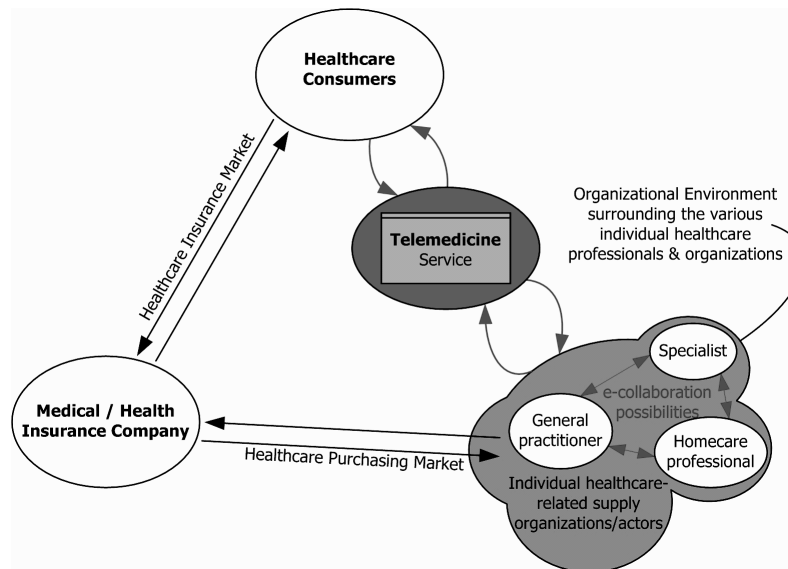 Healthcare
Consumers
Healthcare Insurance Market
Organizational Environment
surrounding the various
individual healthcare
professionals & organizations
Telemedicine
Service
Specialist
e-collaboration
possibilities
General
practitioner
Homecare
professional
Medical / Health
Insurance Company
Healthcare Purchasing Market
Individual healthcare-
related supply
organizations/actors